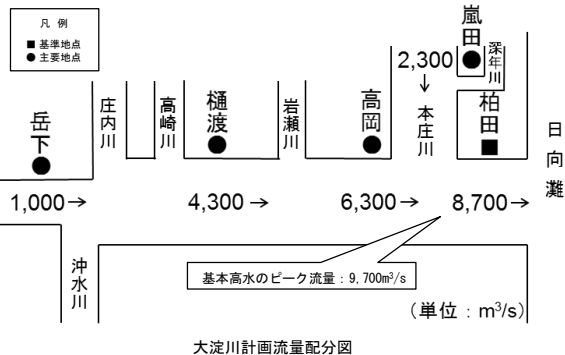 凡 例
■ 基準地点
● 主要地点
嵐田
深年川
2,300
↓
本庄川
柏田
庄内川
高崎川
樋渡
岩瀬川
高岡
岳下
日向灘
1,000→
4,300→
6,300→
8,700→
沖水川
基本高水のピーク流量：9,700m³/s
（単位：m³/s）
大淀川計画流量配分図